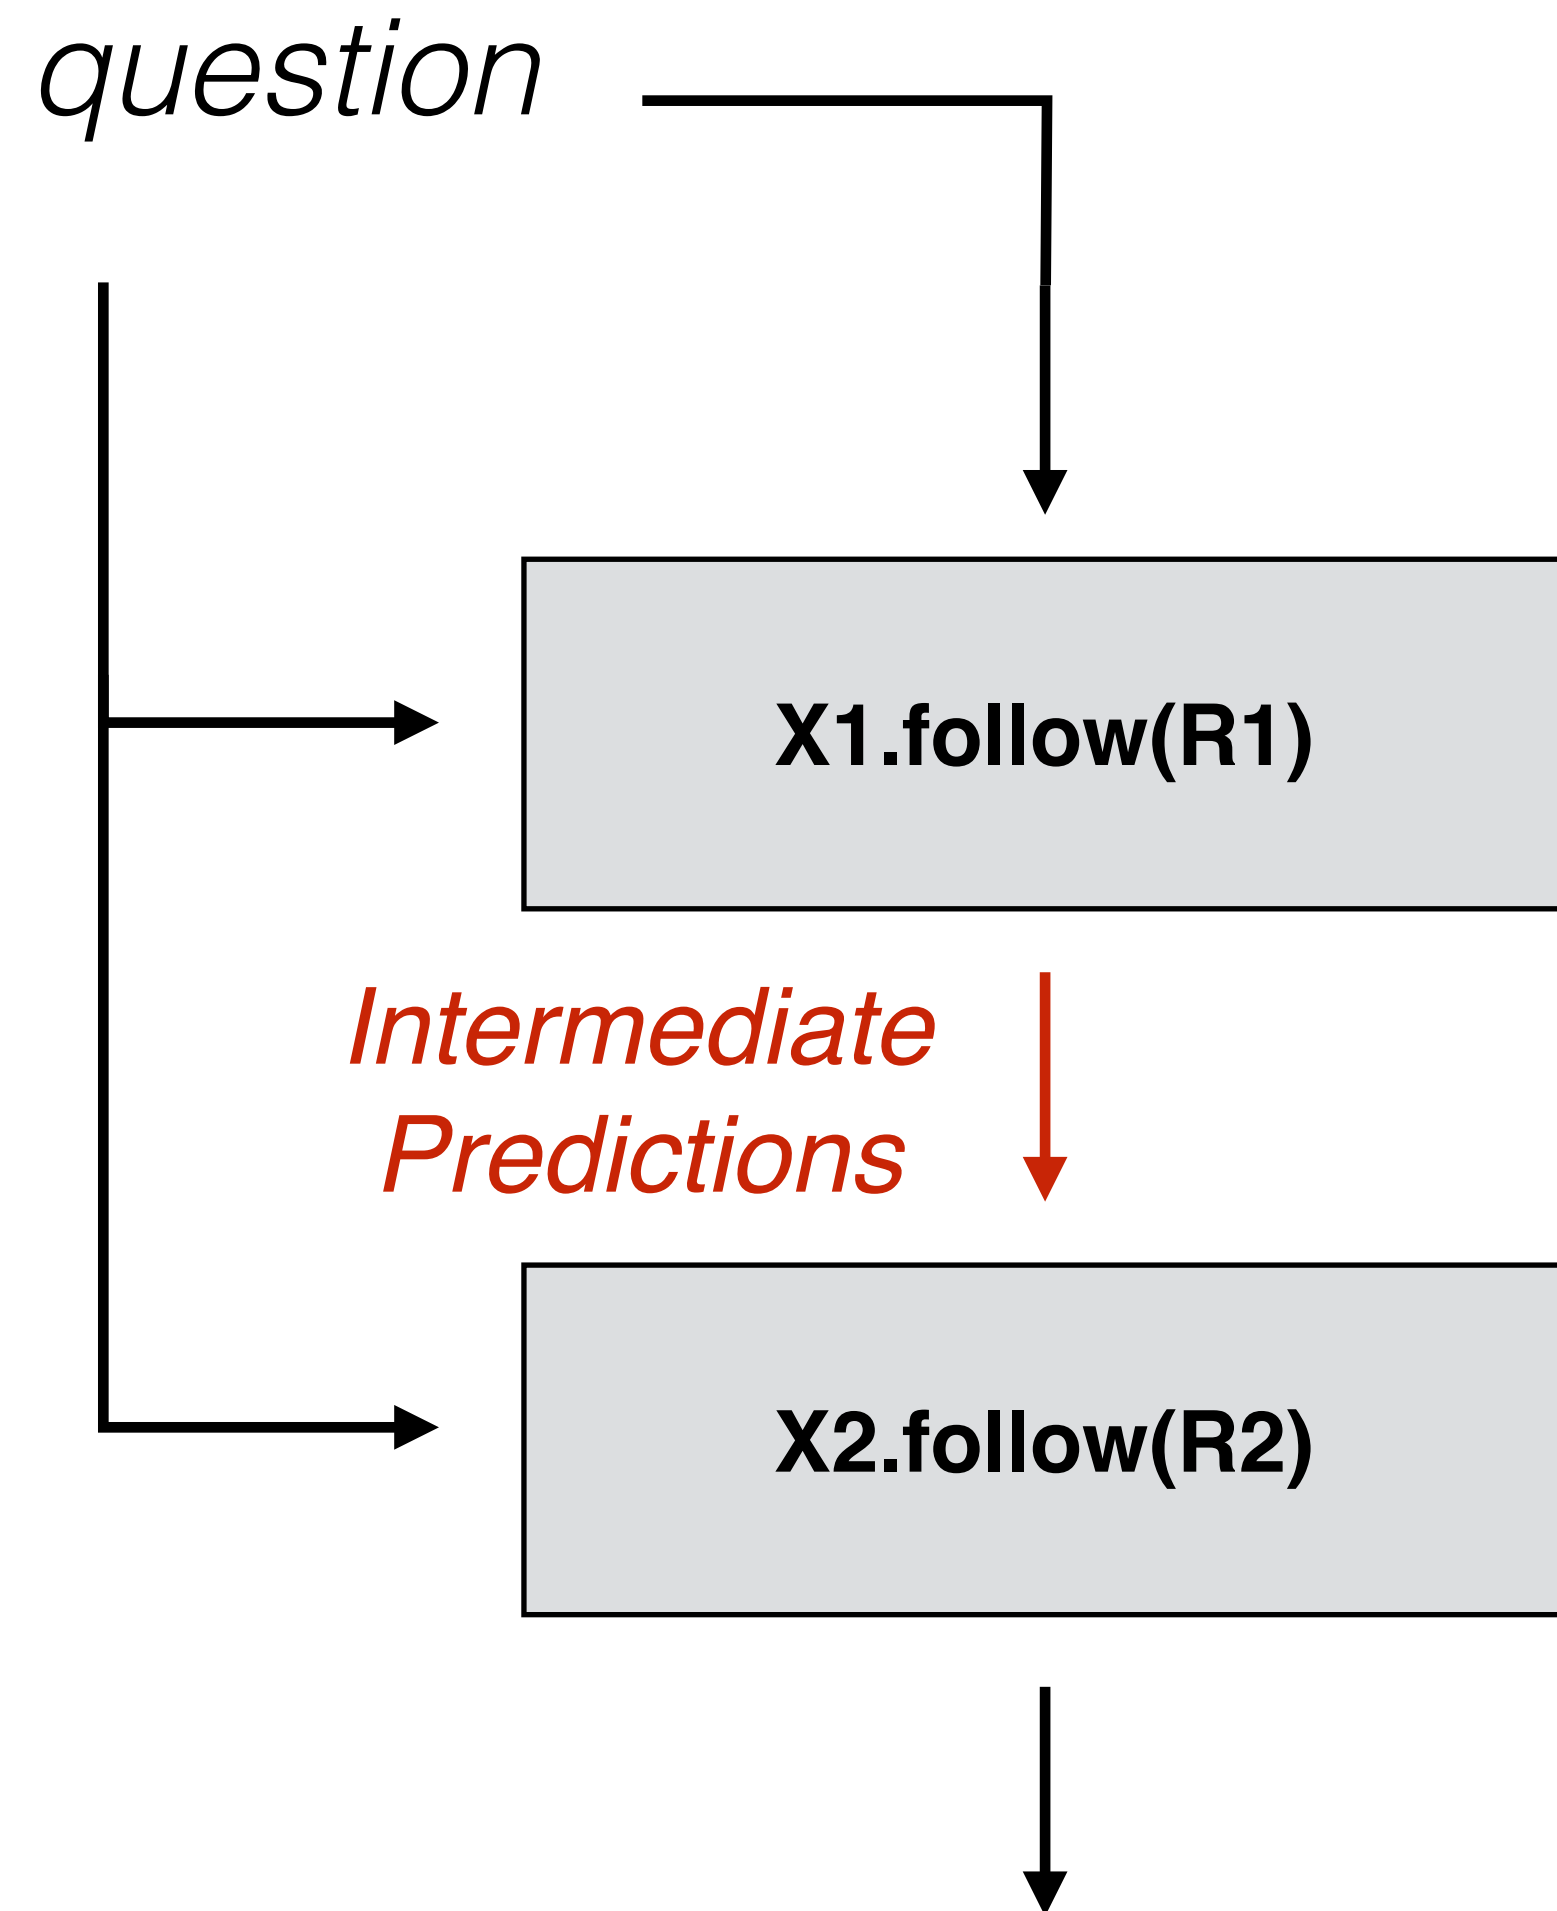 question
X1.follow(R1)
Intermediate
Predictions
X2.follow(R2)